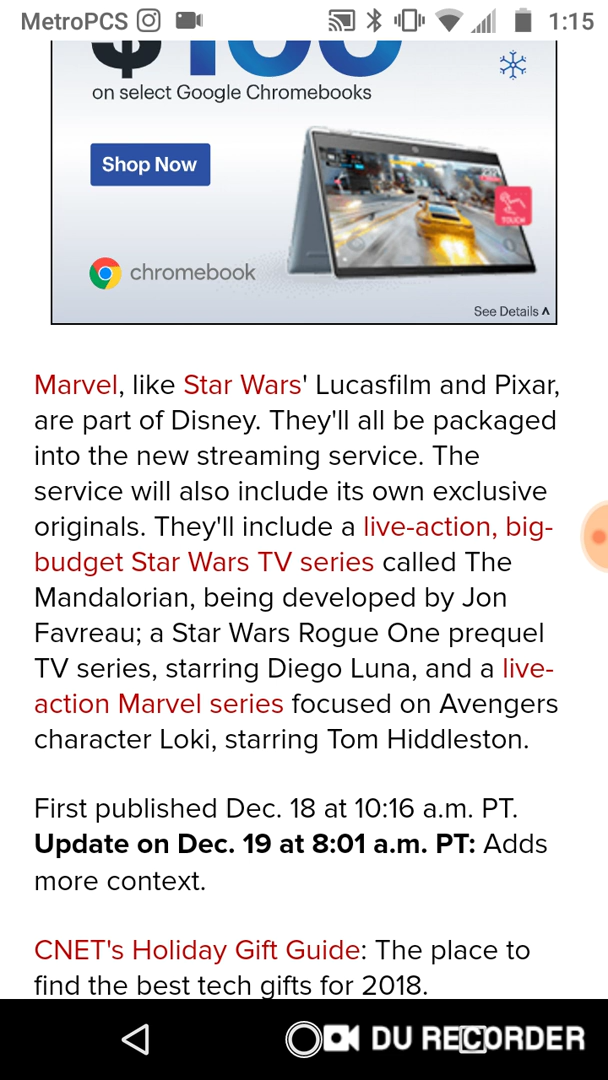 MetroPCS 1:15
$100
on select Google Chromebooks
Shop Now
TOUCH
chromebook
See Details ^
Marvel, like Star Wars' Lucasfilm and Pixar,
are part of Disney. They'll all be packaged
into the new streaming service. The
service will also include its own exclusive
originals. They'll include a live-action, big-
budget Star Wars TV series called The
Mandalorian, being developed by Jon
Favreau; a Star Wars Rogue One prequel
TV series, starring Diego Luna, and a live-
action Marvel series focused on Avengers
character Loki, starring Tom Hiddleston.
First published Dec. 18 at 10:16 a.m. PT.
Update on Dec. 19 at 8:01 a.m. PT: Adds
more context.
CNET's Holiday Gift Guide: The place to
find the best tech gifts for 2018.
DU RECORDER